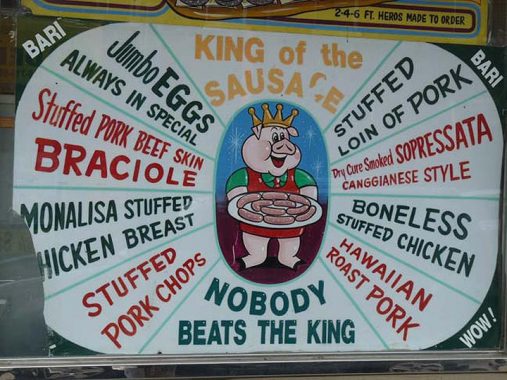 2-4-6 FT. HEROS MADE TO ORDER
BARI
BARI
KING of the
SAUSAGE
Jumbo EGGS
ALWAYS IN SPECIAL
STUFFED
LOIN OF PORK
Stuffed PORK BEEF SKIN
BRACIOLE
Dry Cure Smoked SOPRESSATA
CANGGIANESE STYLE
MONALISA STUFFED
CHICKEN BREAST
BONELESS
STUFFED CHICKEN
STUFFED
PORK CHOPS
HAWAIIAN
ROAST PORK
NOBODY
BEATS THE KING
WOW!